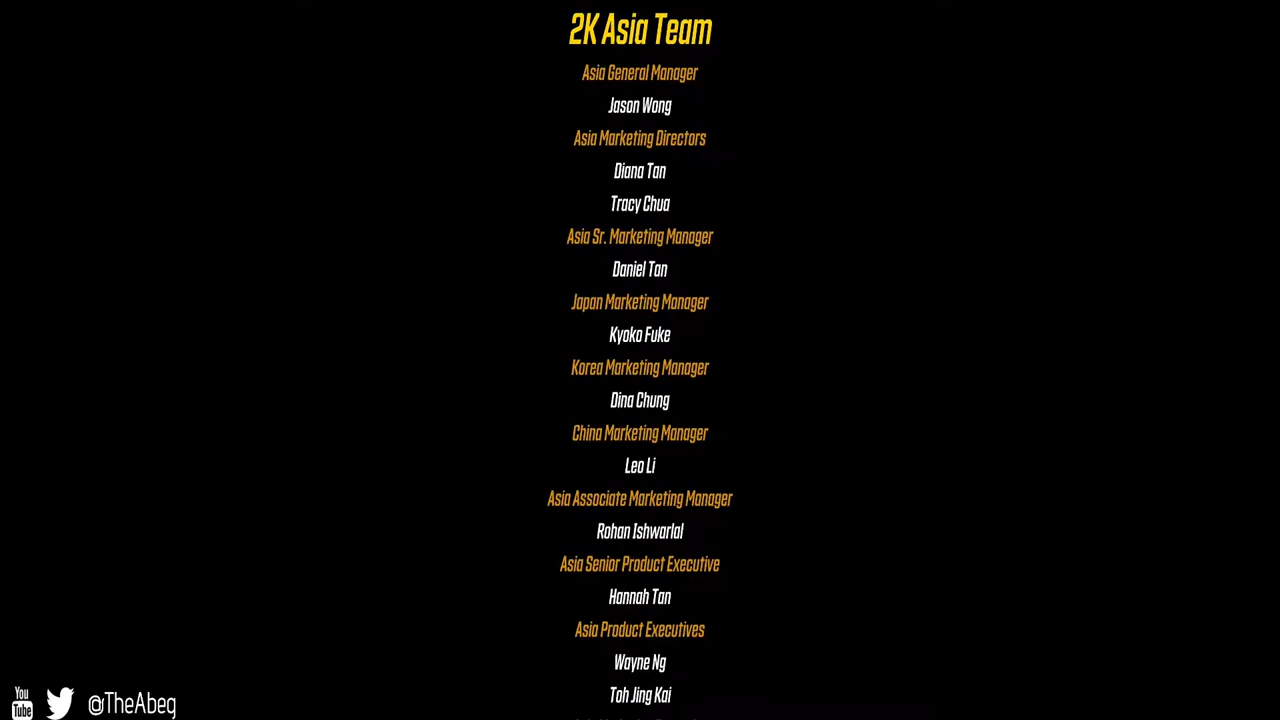 2K Asia Team
Asia General Manager
Jason Wong
Asia Marketing Directors
Diana Tan
Tracy Chua
Asia Sr. Marketing Manager
Daniel Tan
Japan Marketing Manager
Kyoko Fuke
Korea Marketing Manager
Dina Chung
China Marketing Manager
Leo Li
Asia Associate Marketing Manager
Rohan Ishwarlal
Asia Senior Product Executive
Hannah Tan
Asia Product Executives
Wayne Ng
Toh Jing Kai
You
Tube
@TheAbeg